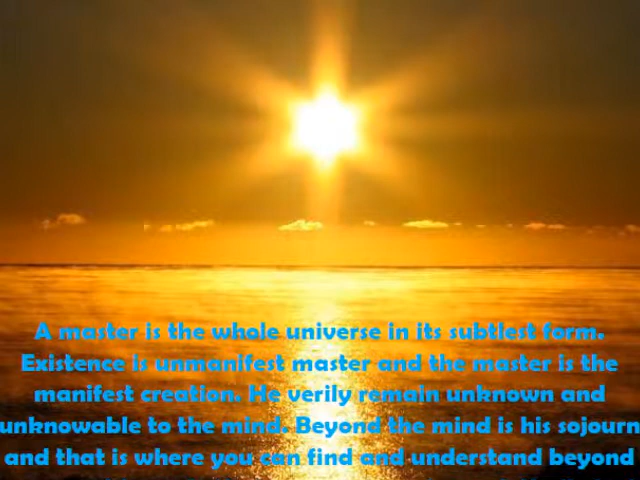 A master is the whole universe in its subtlest form.
Existence is unmanifest master and the master is the
manifest creation. He verily remain unknown and
unknowable to the mind. Beyond the mind is his sojourn
and that is where you can find and understand beyond